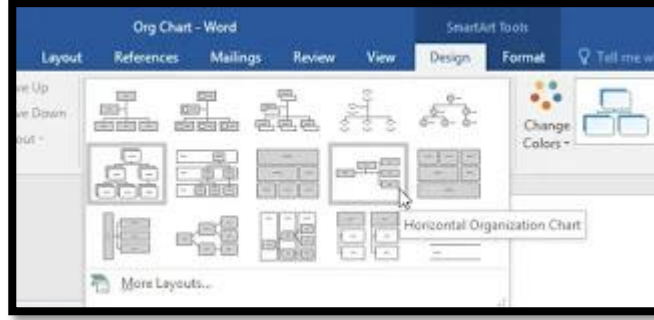 Org Chart - Word
SmartArt Tools
Layout References Mailings Review View Design Format Tell me w
ve Up
ve Down
out
Change
Colors
Horizontal Organization Chart
More Layouts...